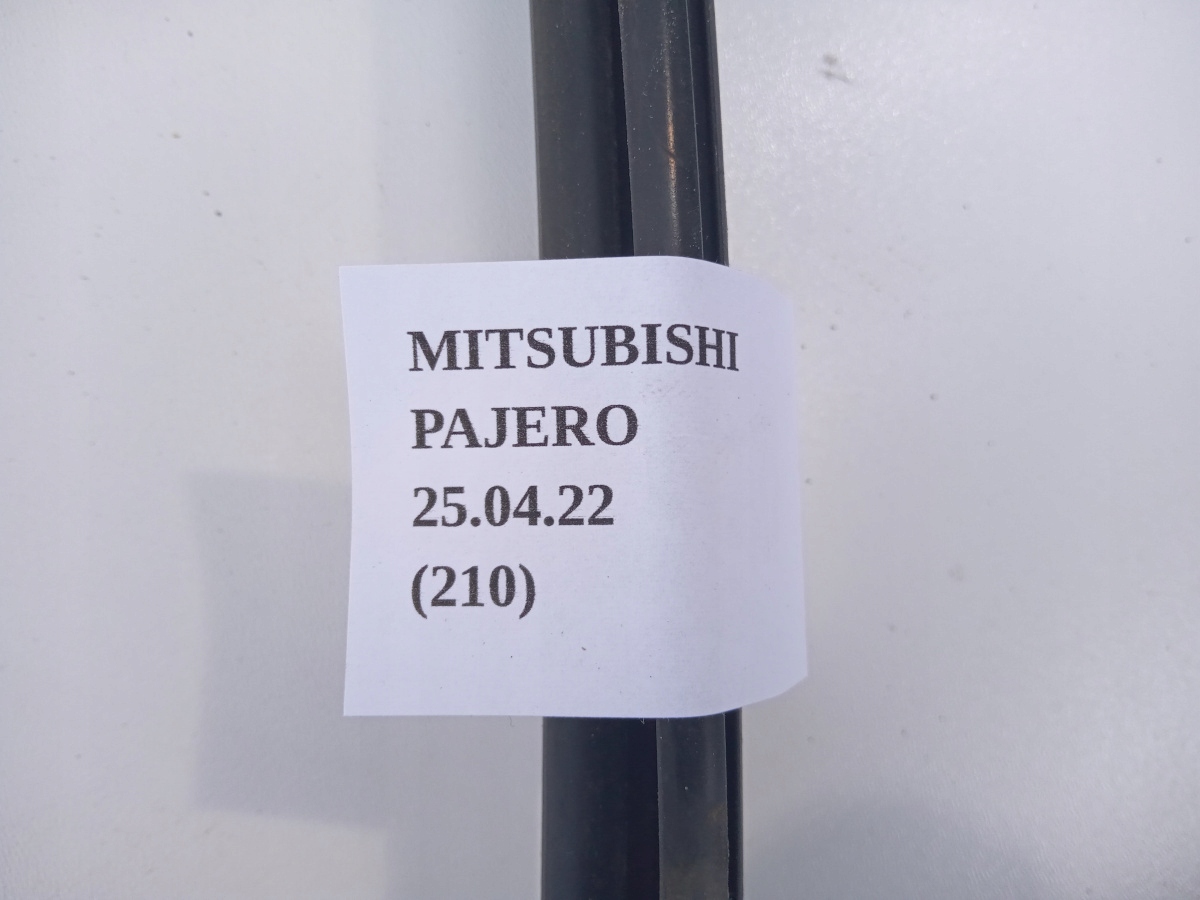 MITSUBISHI
PAJERO
25.04.22
(210)